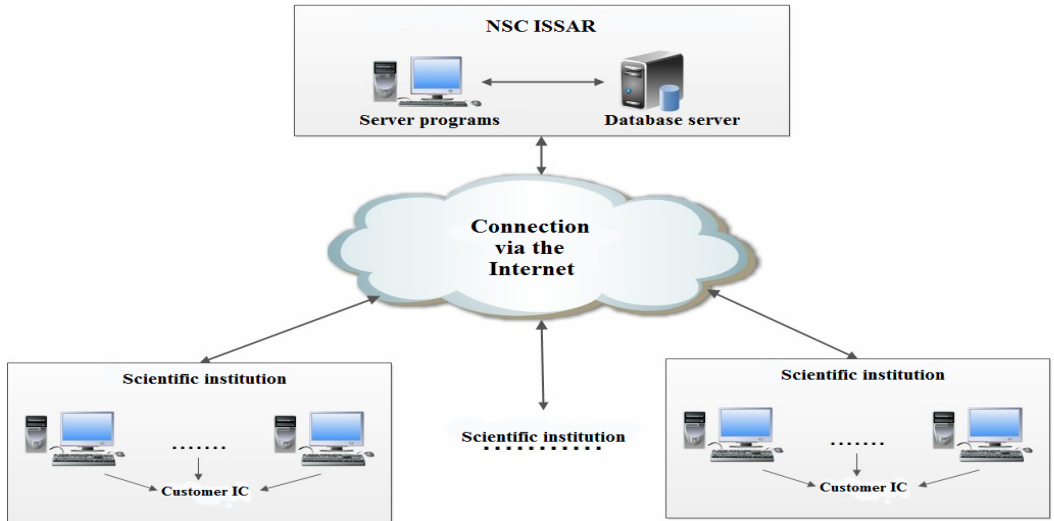 NSC ISSAR
Server programs
Database server
Connection
via the
Internet
Scientific institution
.......
Customer IC
Scientific institution
...........
Scientific institution
.......
Customer IC